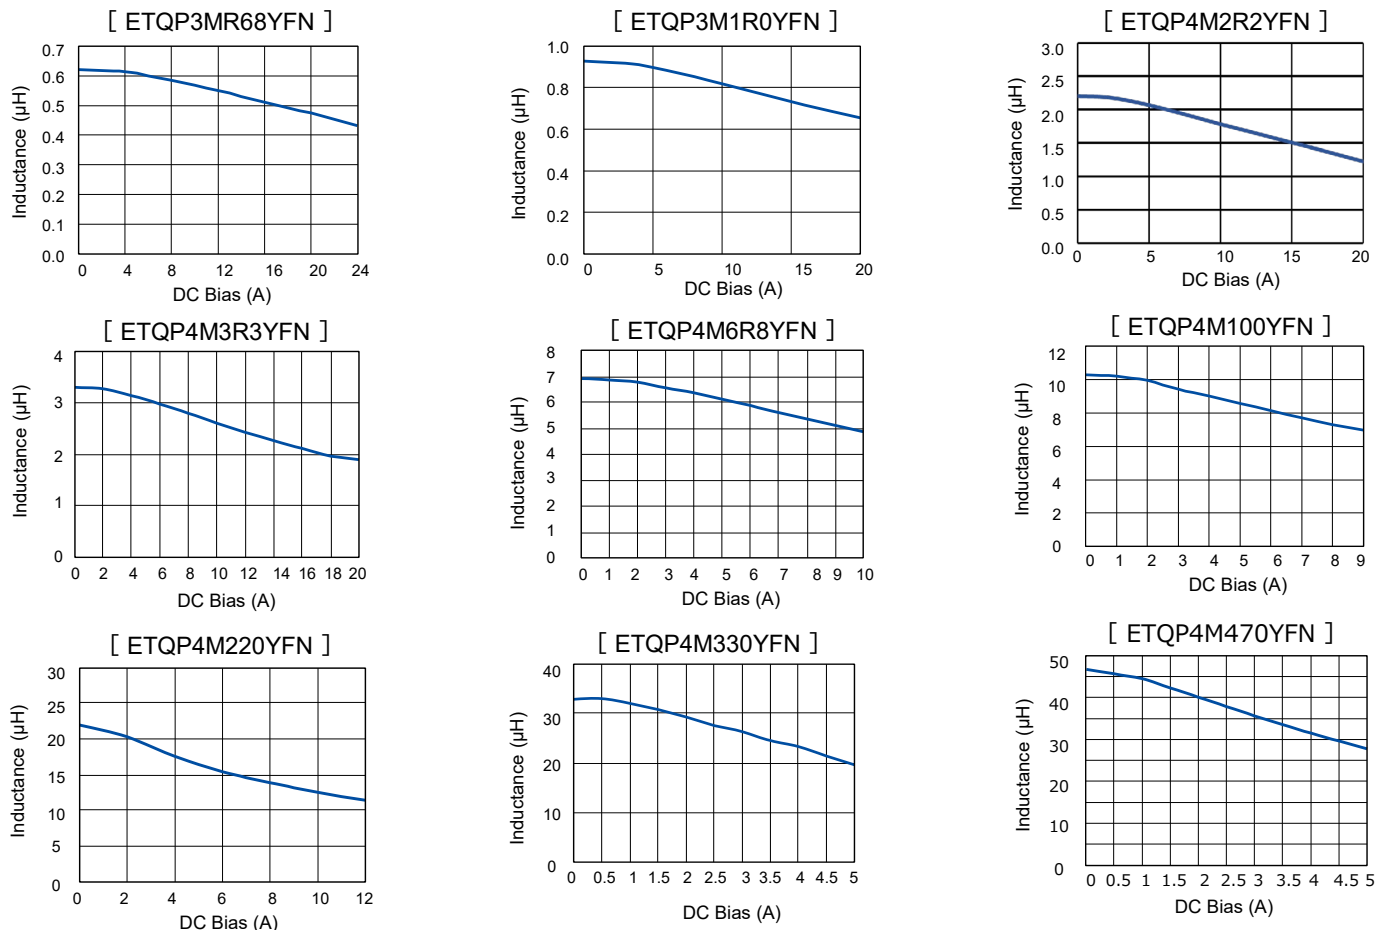 [ ETQP3MR68YFN ]
Inductance (μH)
0.7
0.6
0.5
0.4
0.3
0.2
0.1
0.0
0 4 8 12 16 20 24
DC Bias (A)
[ ETQP3M1R0YFN ]
Inductance (μH)
1.0
0.8
0.6
0.4
0.2
0.0
0 5 10 15 20
DC Bias (A)
[ ETQP4M2R2YFN ]
Inductance (μH)
3.0
2.5
2.0
1.5
1.0
0.5
0.0
0 5 10 15 20
DC Bias (A)
[ ETQP4M3R3YFN ]
Inductance (μH)
4
3
2
1
0
0 2 4 6 8 10 12 14 16 18 20
DC Bias (A)
[ ETQP4M6R8YFN ]
Inductance (μH)
8
7
6
5
4
3
2
1
0
0 1 2 3 4 5 6 7 8 9 10
DC Bias (A)
[ ETQP4M100YFN ]
Inductance (μH)
12
10
8
6
4
2
0
0 1 2 3 4 5 6 7 8 9
DC Bias (A)
[ ETQP4M220YFN ]
Inductance (μH)
30
25
20
15
10
5
0
0 2 4 6 8 10 12
DC Bias (A)
[ ETQP4M330YFN ]
Inductance (μH)
40
30
20
10
0
0 0.5 1 1.5 2 2.5 3 3.5 4 4.5 5
DC Bias (A)
[ ETQP4M470YFN ]
Inductance (μH)
50
40
30
20
10
0
0 0.5 1 1.5 2 2.5 3 3.5 4 4.5 5
DC Bias (A)